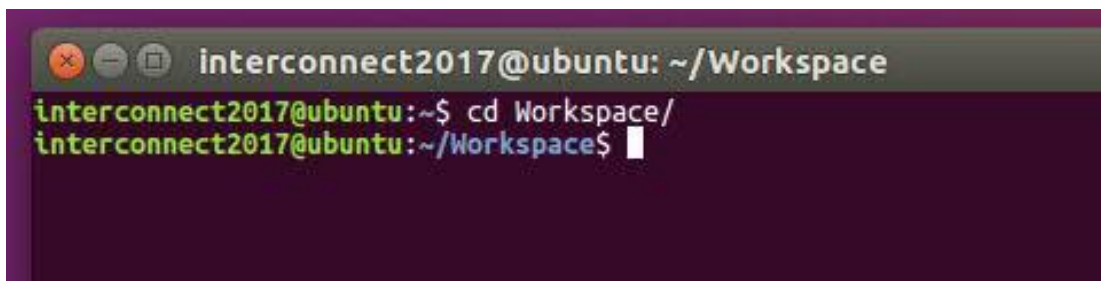 interconnect2017@ubuntu: ~/Workspace
interconnect2017@ubuntu:~$ cd Workspace/
interconnect2017@ubuntu:~/Workspace$